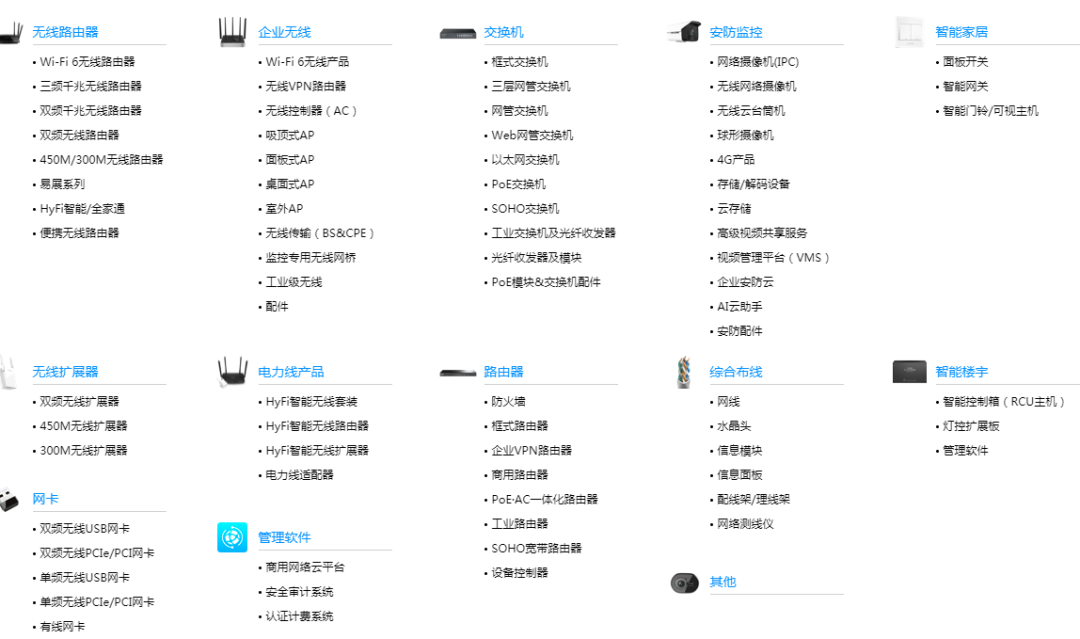 无线路由器
• Wi-Fi 6无线路由器
• 三频千兆无线路由器
• 双频千兆无线路由器
• 双频无线路由器
• 450M/300M无线路由器
• 易展系列
• HyFi智能/全家通
• 便携无线路由器
企业无线
• Wi-Fi 6无线产品
• 无线VPN路由器
• 无线控制器（AC）
• 吸顶式AP
• 面板式AP
• 桌面式AP
• 室外AP
• 无线传输（BS&CPE）
• 监控专用无线网桥
• 工业级无线
• 配件
交换机
• 框式交换机
• 三层网管交换机
• 网管交换机
• Web网管交换机
• 以太网交换机
• PoE交换机
• SOHO交换机
• 工业交换机及光纤收发器
• 光纤收发器及模块
• PoE模块&交换机配件
安防监控
• 网络摄像机(IPC)
• 无线网络摄像机
• 无线云台筒机
• 球形摄像机
• 4G产品
• 存储/解码设备
• 云存储
• 高级视频共享服务
• 视频管理平台（VMS）
• 企业安防云
• AI云助手
• 安防配件
智能家居
• 面板开关
• 智能网关
• 智能门铃/可视主机
无线扩展器
• 双频无线扩展器
• 450M无线扩展器
• 300M无线扩展器
网卡
• 双频无线USB网卡
• 双频无线PCIe/PCI网卡
• 单频无线USB网卡
• 单频无线PCIe/PCI网卡
• 有线网卡
电力线产品
• HyFi智能无线套装
• HyFi智能无线路由器
• HyFi智能无线扩展器
• 电力线适配器
管理软件
• 商用网络云平台
• 安全审计系统
• 认证计费系统
路由器
• 防火墙
• 框式路由器
• 企业VPN路由器
• 商用路由器
• PoE·AC一体化路由器
• 工业路由器
• SOHO宽带路由器
• 设备控制器
综合布线
• 网线
• 水晶头
• 信息模块
• 信息面板
• 配线架/理线架
• 网络测线仪
其他
智能楼宇
• 智能控制箱（RCU主机）
• 灯控扩展板
• 管理软件